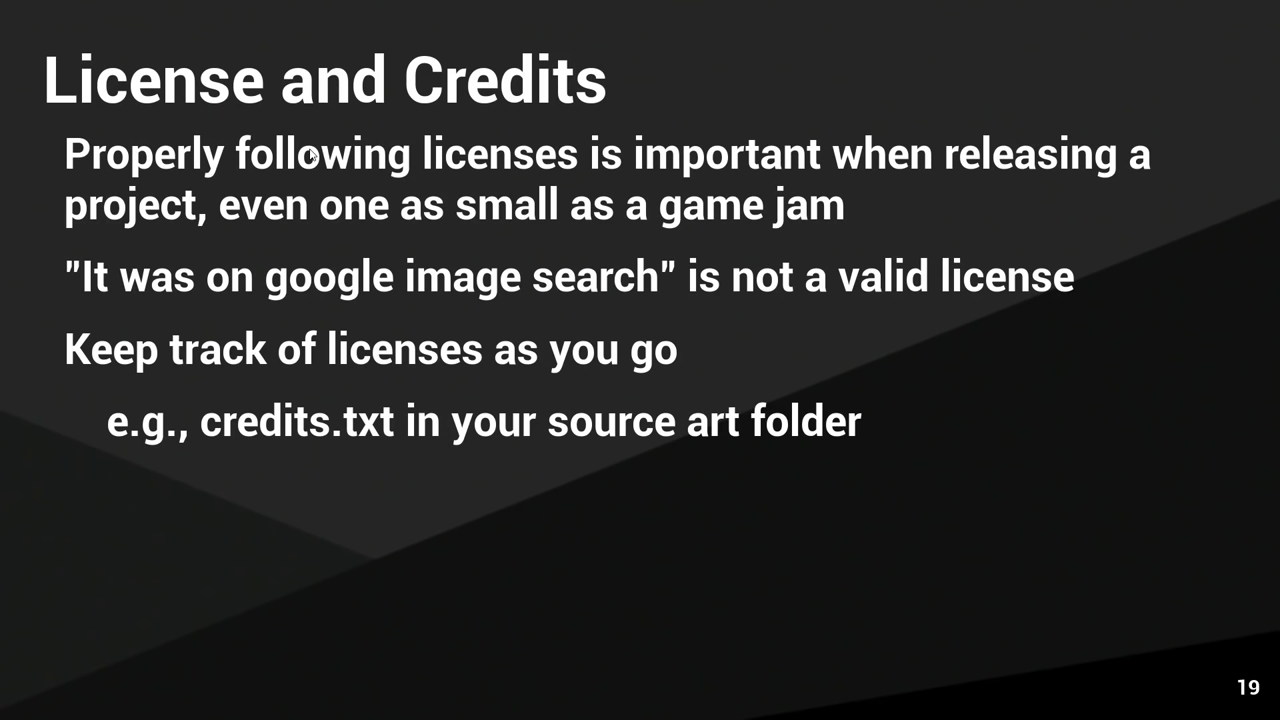 License and Credits
Properly following licenses is important when releasing a
project, even one as small as a game jam
"It was on google image search" is not a valid license
Keep track of licenses as you go
e.g., credits.txt in your source art folder
19